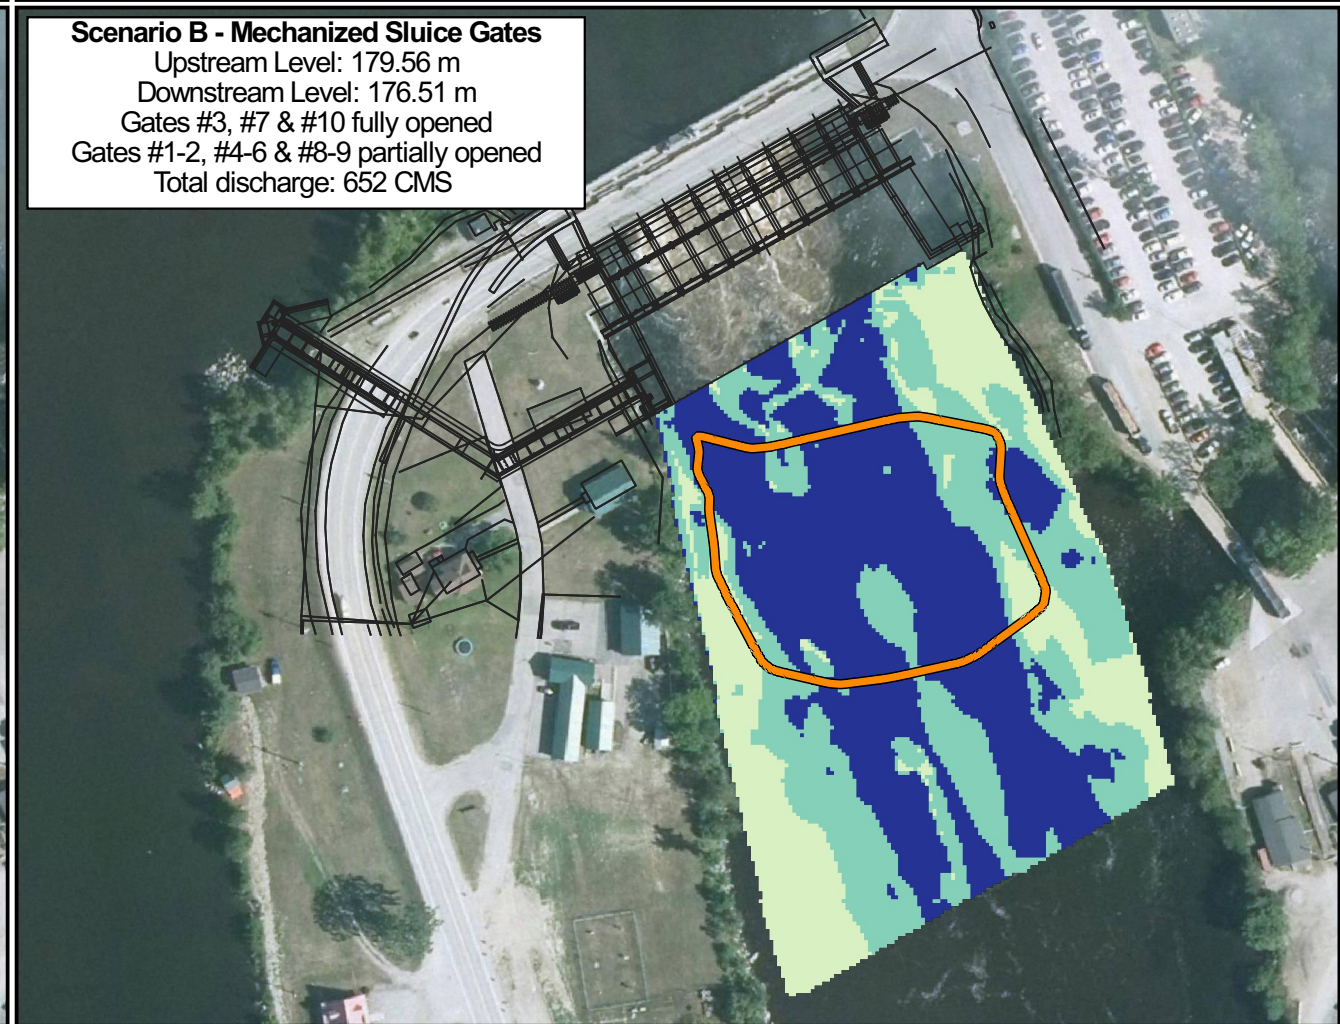 Scenario B - Mechanized Sluice Gates
Upstream Level: 179.56 m
Downstream Level: 176.51 m
Gates #3, #7 & #10 fully opened
Gates #1-2, #4-6 & #8-9 partially opened
Total discharge: 652 CMS